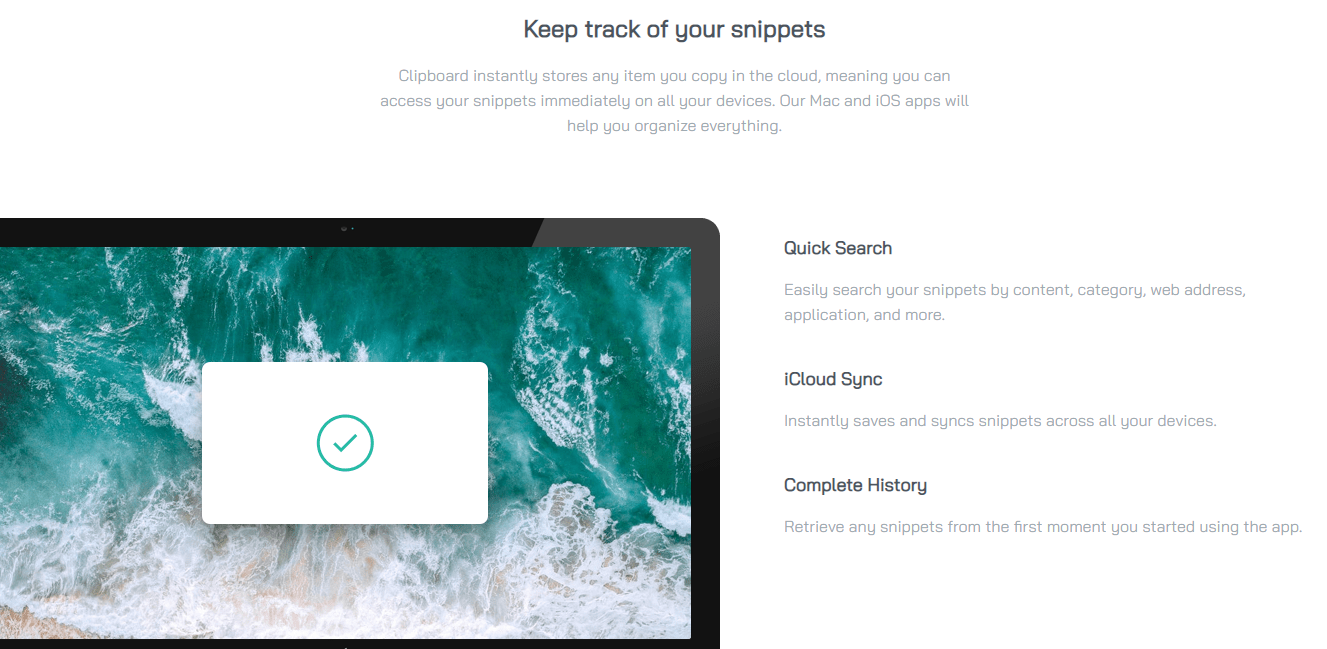 Keep track of your snippets
Clipboard instantly stores any item you copy in the cloud, meaning you can
access your snippets immediately on all your devices. Our Mac and iOS apps will
help you organize everything.
Quick Search
Easily search your snippets by content, category, web address,
application, and more.
iCloud Sync
Instantly saves and syncs snippets across all your devices.
Complete History
Retrieve any snippets from the first moment you started using the app.